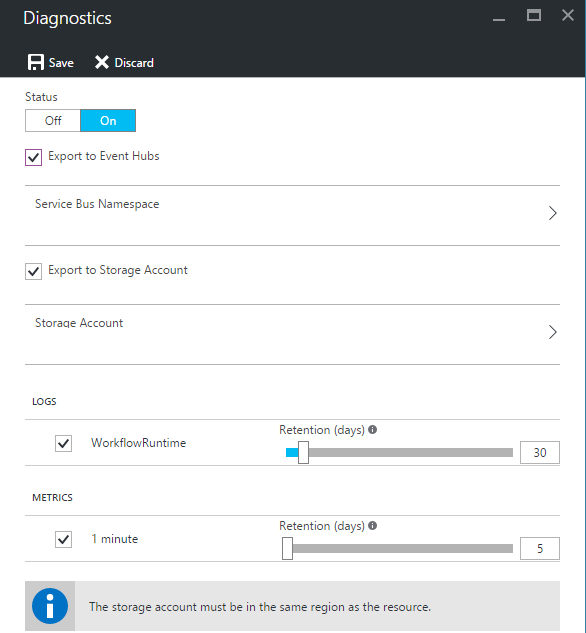 Diagnostics
Save Discard
Status
Off On
Export to Event Hubs
Service Bus Namespace
Export to Storage Account
Storage Account
LOGS
Retention (days)
WorkflowRuntime
30
METRICS
Retention (days)
1 minute
5
The storage account must be in the same region as the resource.